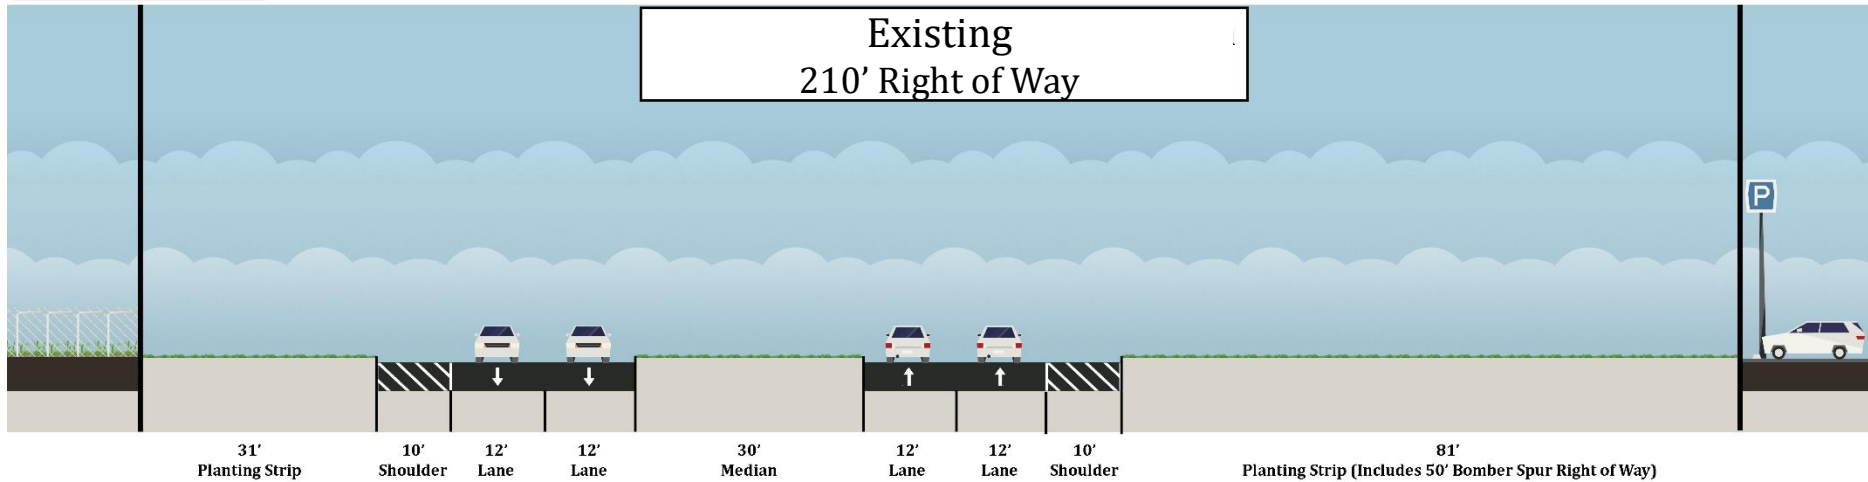 Existing
210’ Right of Way
P
31’
Planting Strip
10’
Shoulder
12’
Lane
12’
Lane
30’
Median
12’
Lane
12’
Lane
10’
Shoulder
81’
Planting Strip (Includes 50’ Bomber Spur Right of Way)